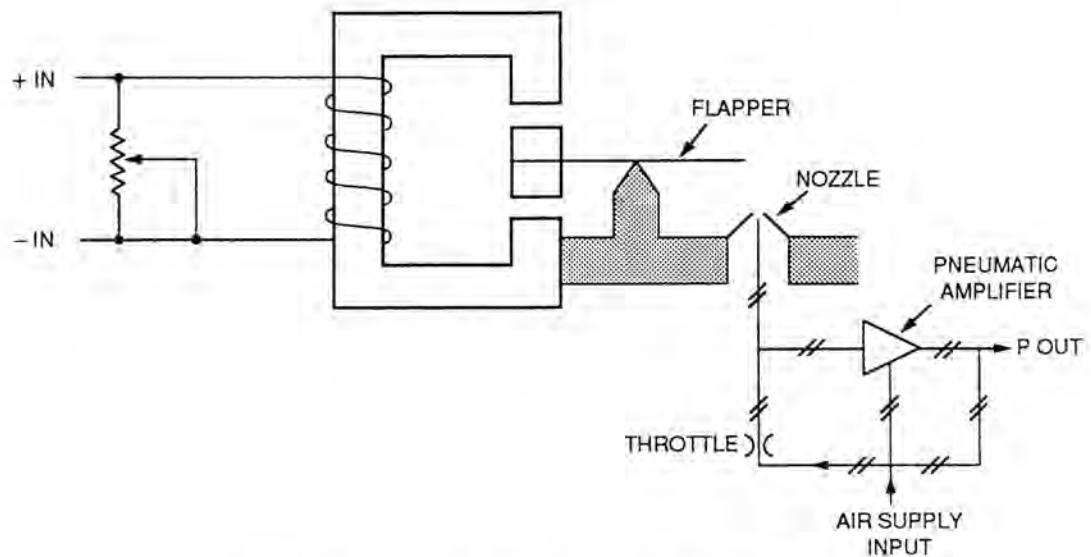 + IN
FLAPPER
NOZZLE
– IN
PNEUMATIC
AMPLIFIER
P OUT
THROTTLE
AIR SUPPLY
INPUT